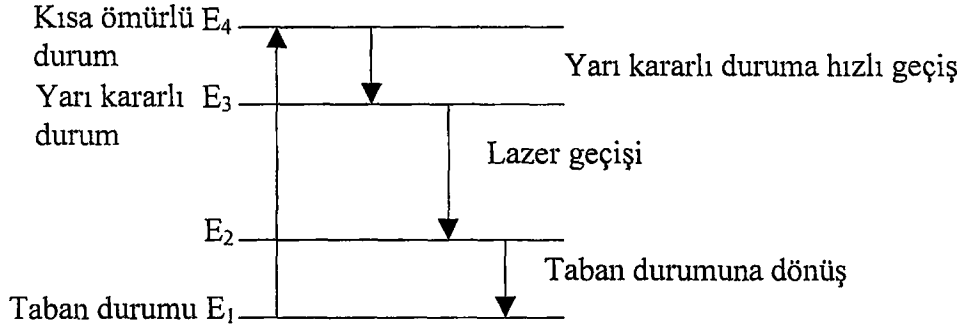 Kısa ömürlü E4
durum
Yarı kararlı duruma hızlı geçiş
Yarı kararlı E3
durum
Lazer geçişi
E2
Taban durumuna dönüş
Taban durumu E1